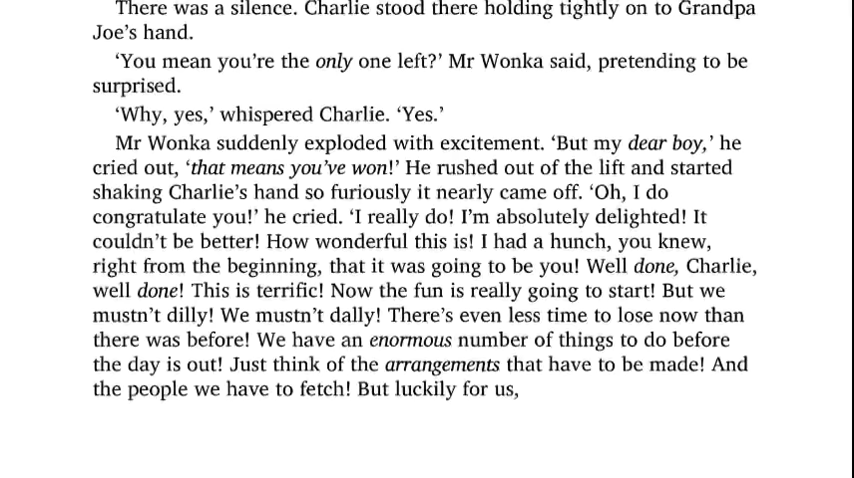 There was a silence. Charlie stood there holding tightly on to Grandpa
Joe’s hand.
‘You mean you’re the only one left?’ Mr Wonka said, pretending to be
surprised.
‘Why, yes,’ whispered Charlie. ‘Yes.’
Mr Wonka suddenly exploded with excitement. ‘But my dear boy,’ he
cried out, ‘that means you’ve won!’ He rushed out of the lift and started
shaking Charlie’s hand so furiously it nearly came off. ‘Oh, I do
congratulate you!’ he cried. ‘I really do! I’m absolutely delighted! It
couldn’t be better! How wonderful this is! I had a hunch, you knew,
right from the beginning, that it was going to be you! Well done, Charlie,
well done! This is terrific! Now the fun is really going to start! But we
mustn’t dilly! We mustn’t dally! There’s even less time to lose now than
there was before! We have an enormous number of things to do before
the day is out! Just think of the arrangements that have to be made! And
the people we have to fetch! But luckily for us,